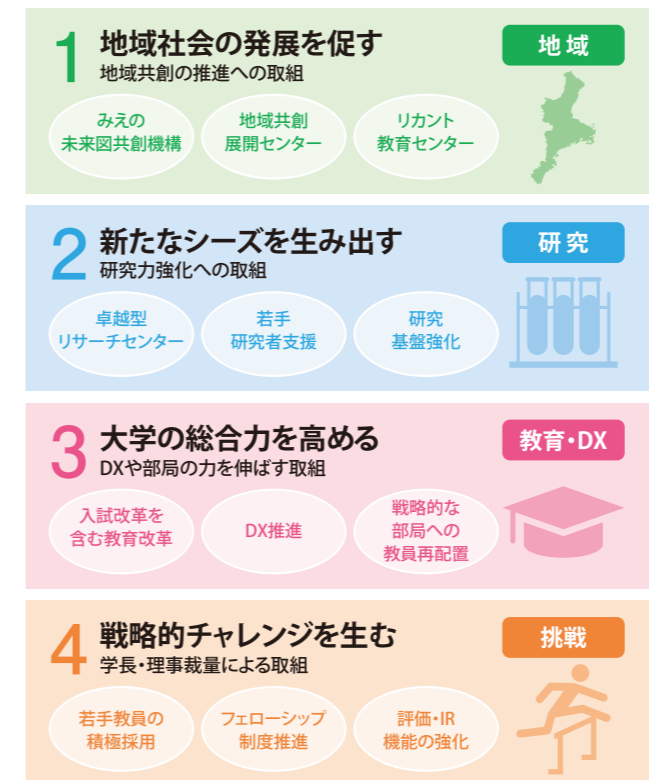 1 地域社会の発展を促す
地域共創の推進への取組
地域
みえの
未来図共創機構
地域共創
展開センター
リカント
教育センター
2 新たなシーズを生み出す
研究力強化への取組
研究
卓越型
リサーチセンター
若手
研究者支援
研究
基盤強化
3 大学の総合力を高める
DXや部局の力を伸ばす取組
教育・DX
入試改革を
含む教育改革
DX推進
戦略的な
部局への
教員再配置
4 戦略的チャレンジを生む
学長・理事裁量による取組
挑戦
若手教員の
積極採用
フェローシップ
制度推進
評価・IR
機能の強化